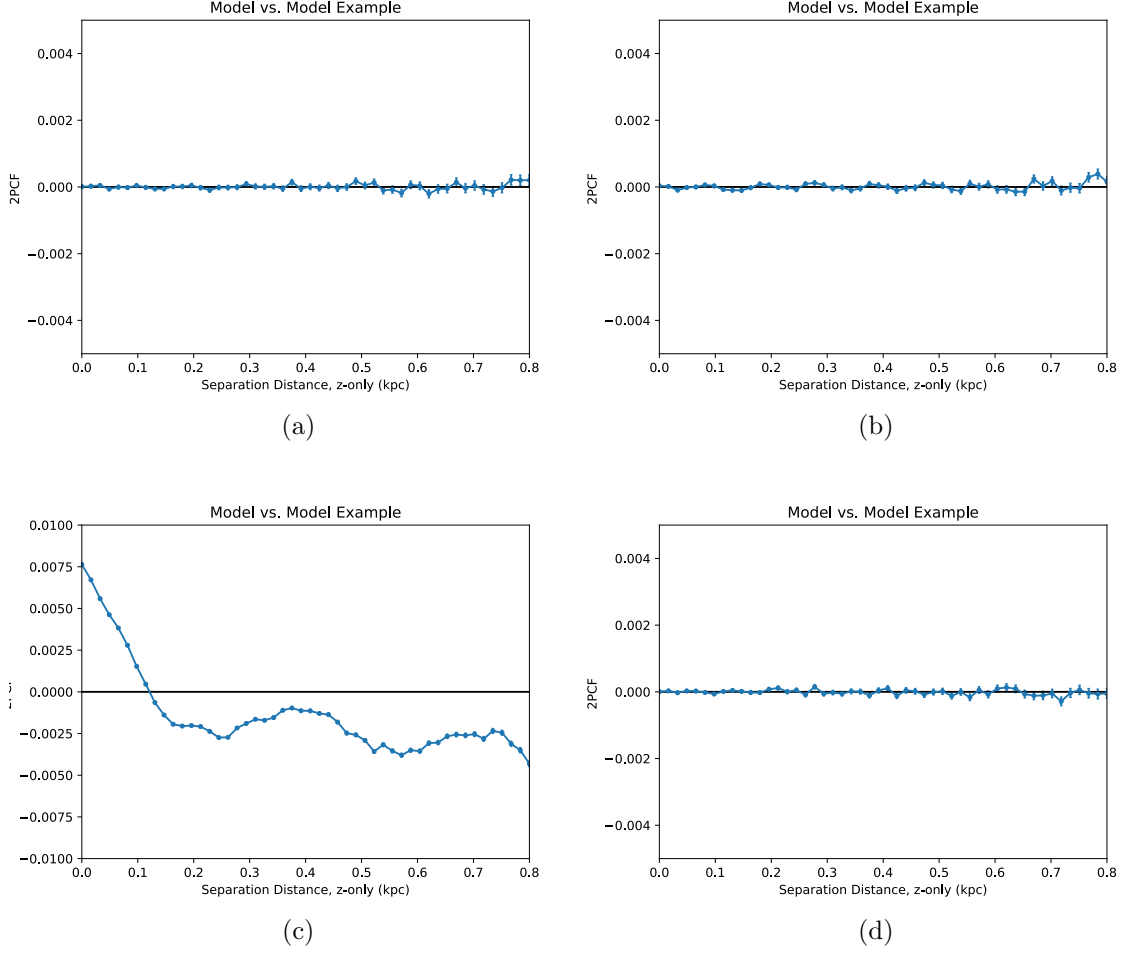 Model vs. Model Example
0.004
0.002
0.000
−0.002
−0.004
2PCF
0.0 0.1 0.2 0.3 0.4 0.5 0.6 0.7 0.8
Separation Distance, z-only (kpc)
(a)
Model vs. Model Example
0.004
0.002
0.000
−0.002
−0.004
2PCF
0.0 0.1 0.2 0.3 0.4 0.5 0.6 0.7 0.8
Separation Distance, z-only (kpc)
(b)
Model vs. Model Example
0.0100
0.0075
0.0050
0.0025
0.0000
−0.0025
−0.0050
−0.0075
−0.0100
0.0 0.1 0.2 0.3 0.4 0.5 0.6 0.7 0.8
Separation Distance, z-only (kpc)
(c)
Model vs. Model Example
0.004
0.002
0.000
−0.002
−0.004
2PCF
0.0 0.1 0.2 0.3 0.4 0.5 0.6 0.7 0.8
Separation Distance, z-only (kpc)
(d)